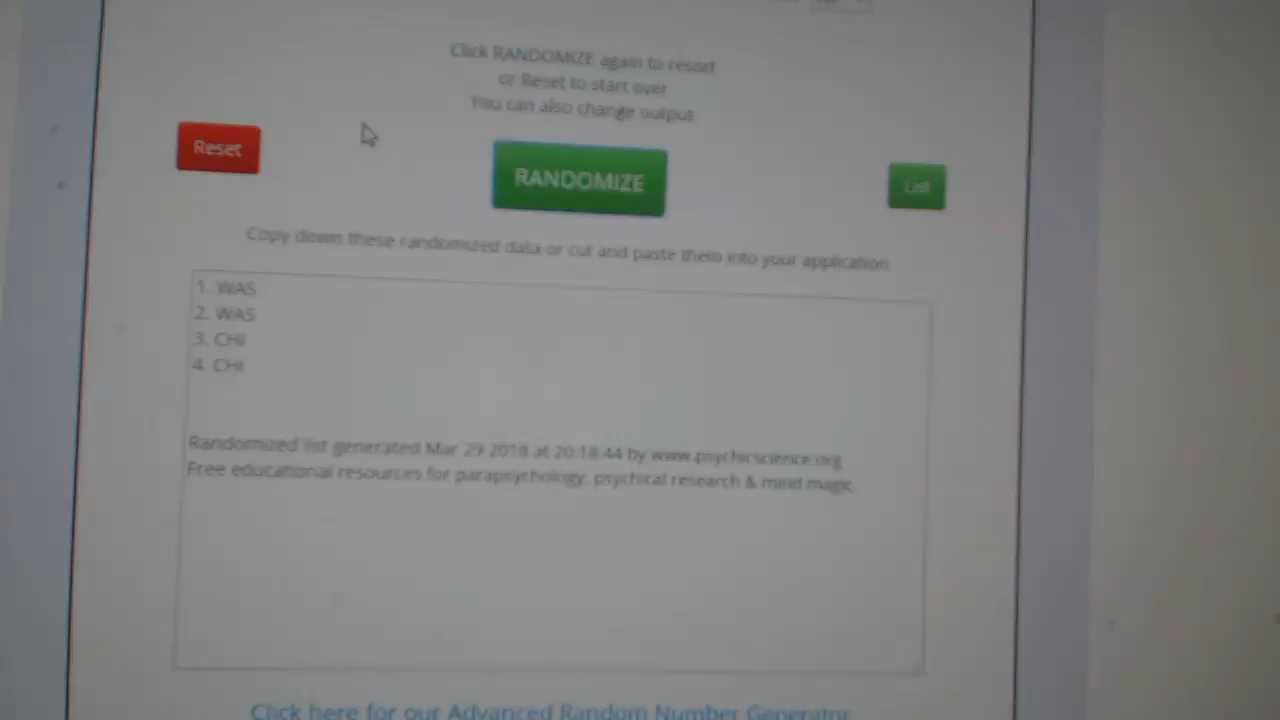 Click RANDOMIZE again to resort
or Reset to start over
You can also change output
Reset
RANDOMIZE
List
Copy down these randomized data or cut and paste them into your application
1. WAS
2. WAS
3. CHI
4. CHI
Randomized list generated Mar 29 2018 at 20:18:44 by www.psychicscience.org
Free educational resources for parapsychology, psychical research & mind magic
Click here for our Advanced Random Number Generator